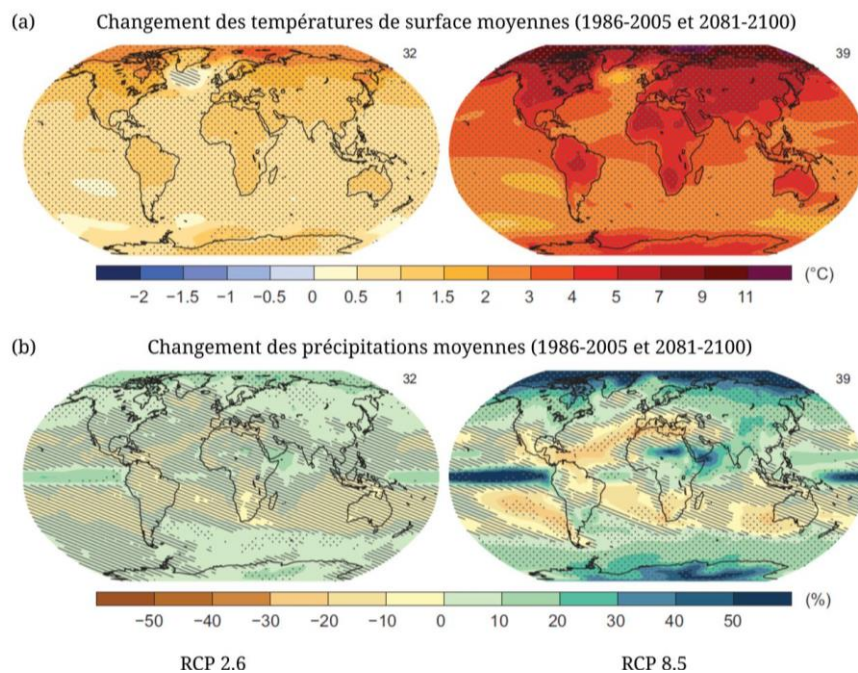 (a) Changement des températures de surface moyennes (1986-2005 et 2081-2100)
32 39
−2 −1.5 −1 −0.5 0 0.5 1 1.5 2 3 4 5 7 9 11 (°C)
(b) Changement des précipitations moyennes (1986-2005 et 2081-2100)
32 39
−50 −40 −30 −20 −10 0 10 20 30 40 50 (%)
RCP 2.6 RCP 8.5